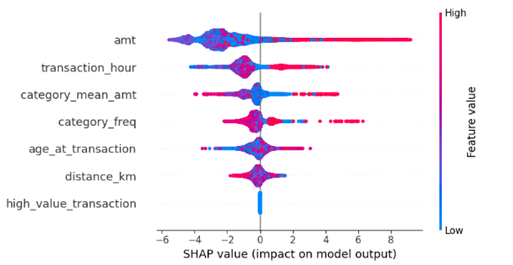 High
amt
transaction_hour
category_mean_amt
category_freq
age_at_transaction
distance_km
high_value_transaction
Feature value
Low
−6 −4 −2 0 2 4 6 8
SHAP value (impact on model output)